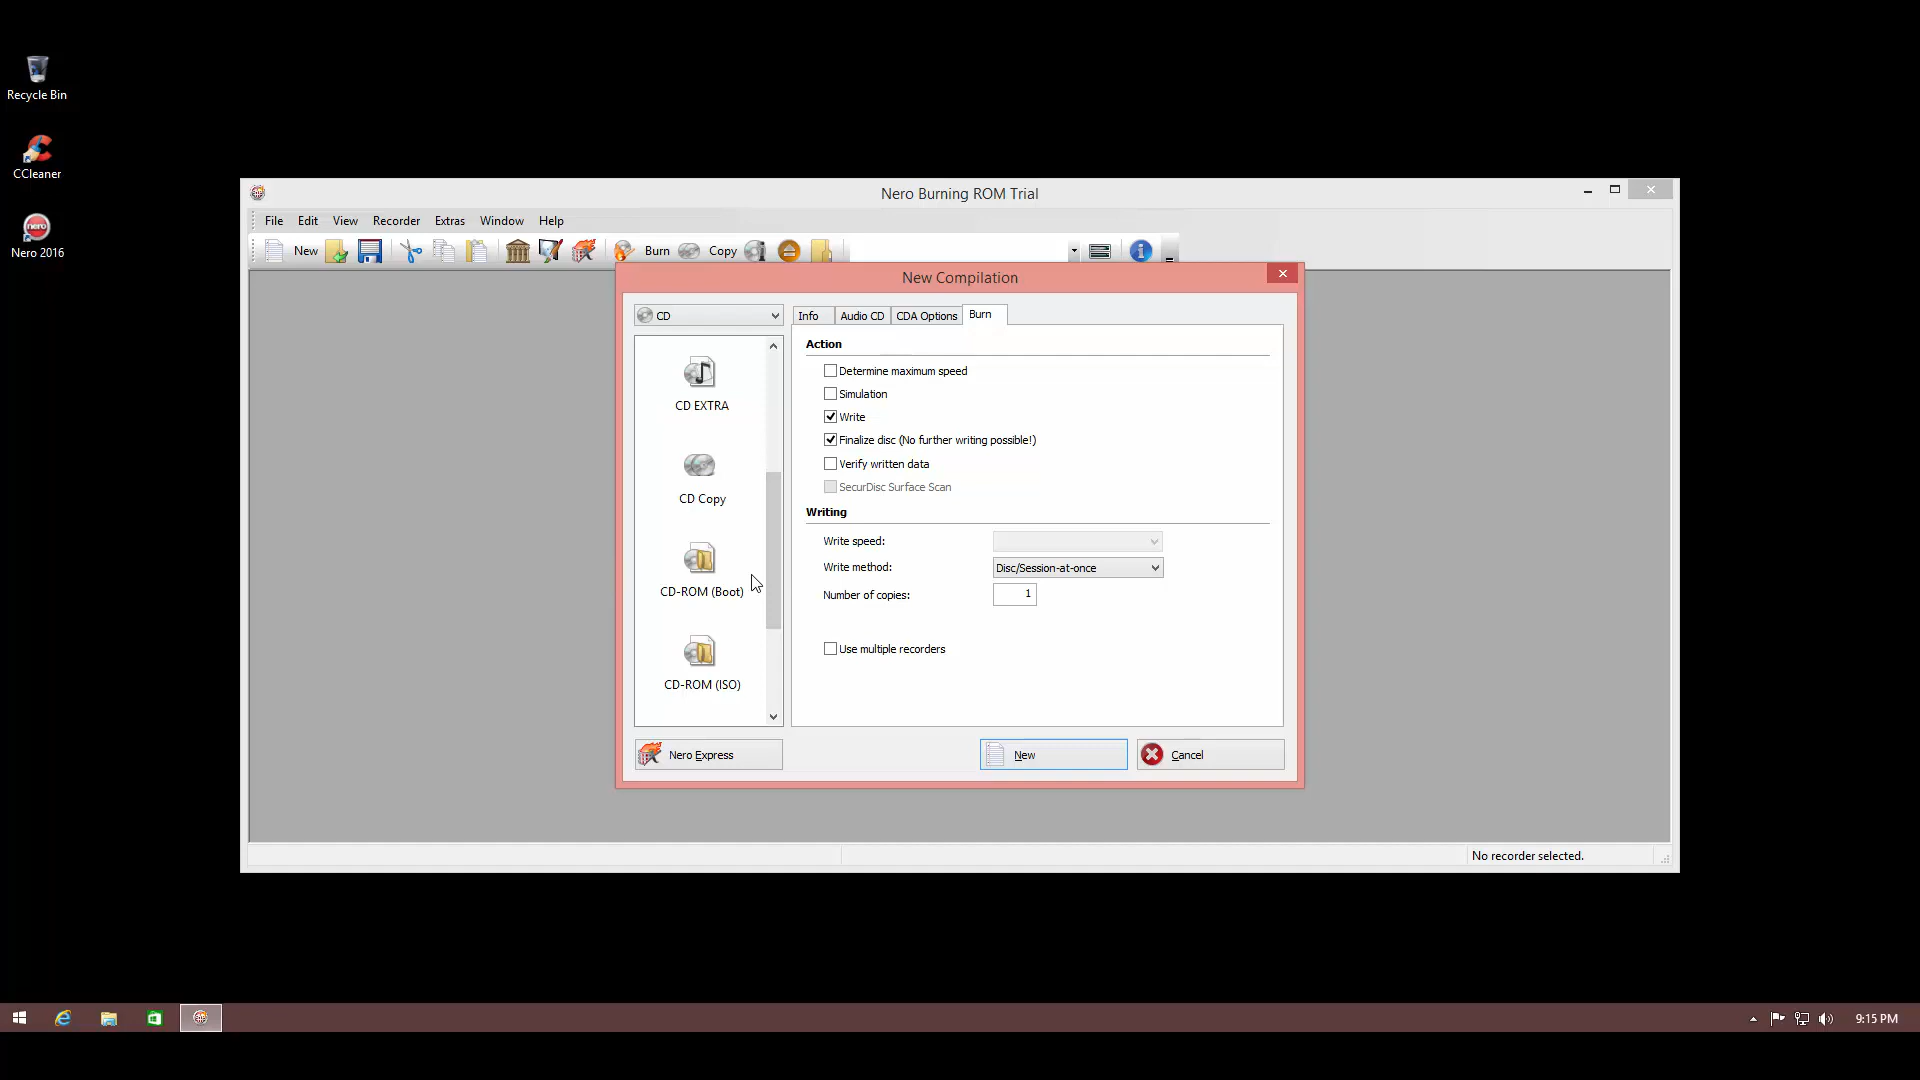 Recycle Bin
CCleaner
nero
Nero 2016
Nero Burning ROM Trial
File Edit View Recorder Extras Window Help
New Burn Copy
New Compilation
CD
Info Audio CD CDA Options Burn
CD EXTRA
CD Copy
CD-ROM (Boot)
CD-ROM (ISO)
Action
Determine maximum speed
Simulation
Write
Finalize disc (No further writing possible!)
Verify written data
SecurDisc Surface Scan
Writing
Write speed:
Write method: Disc/Session-at-once
Number of copies: 1
Use multiple recorders
Nero Express New Cancel
No recorder selected.
9:15 PM